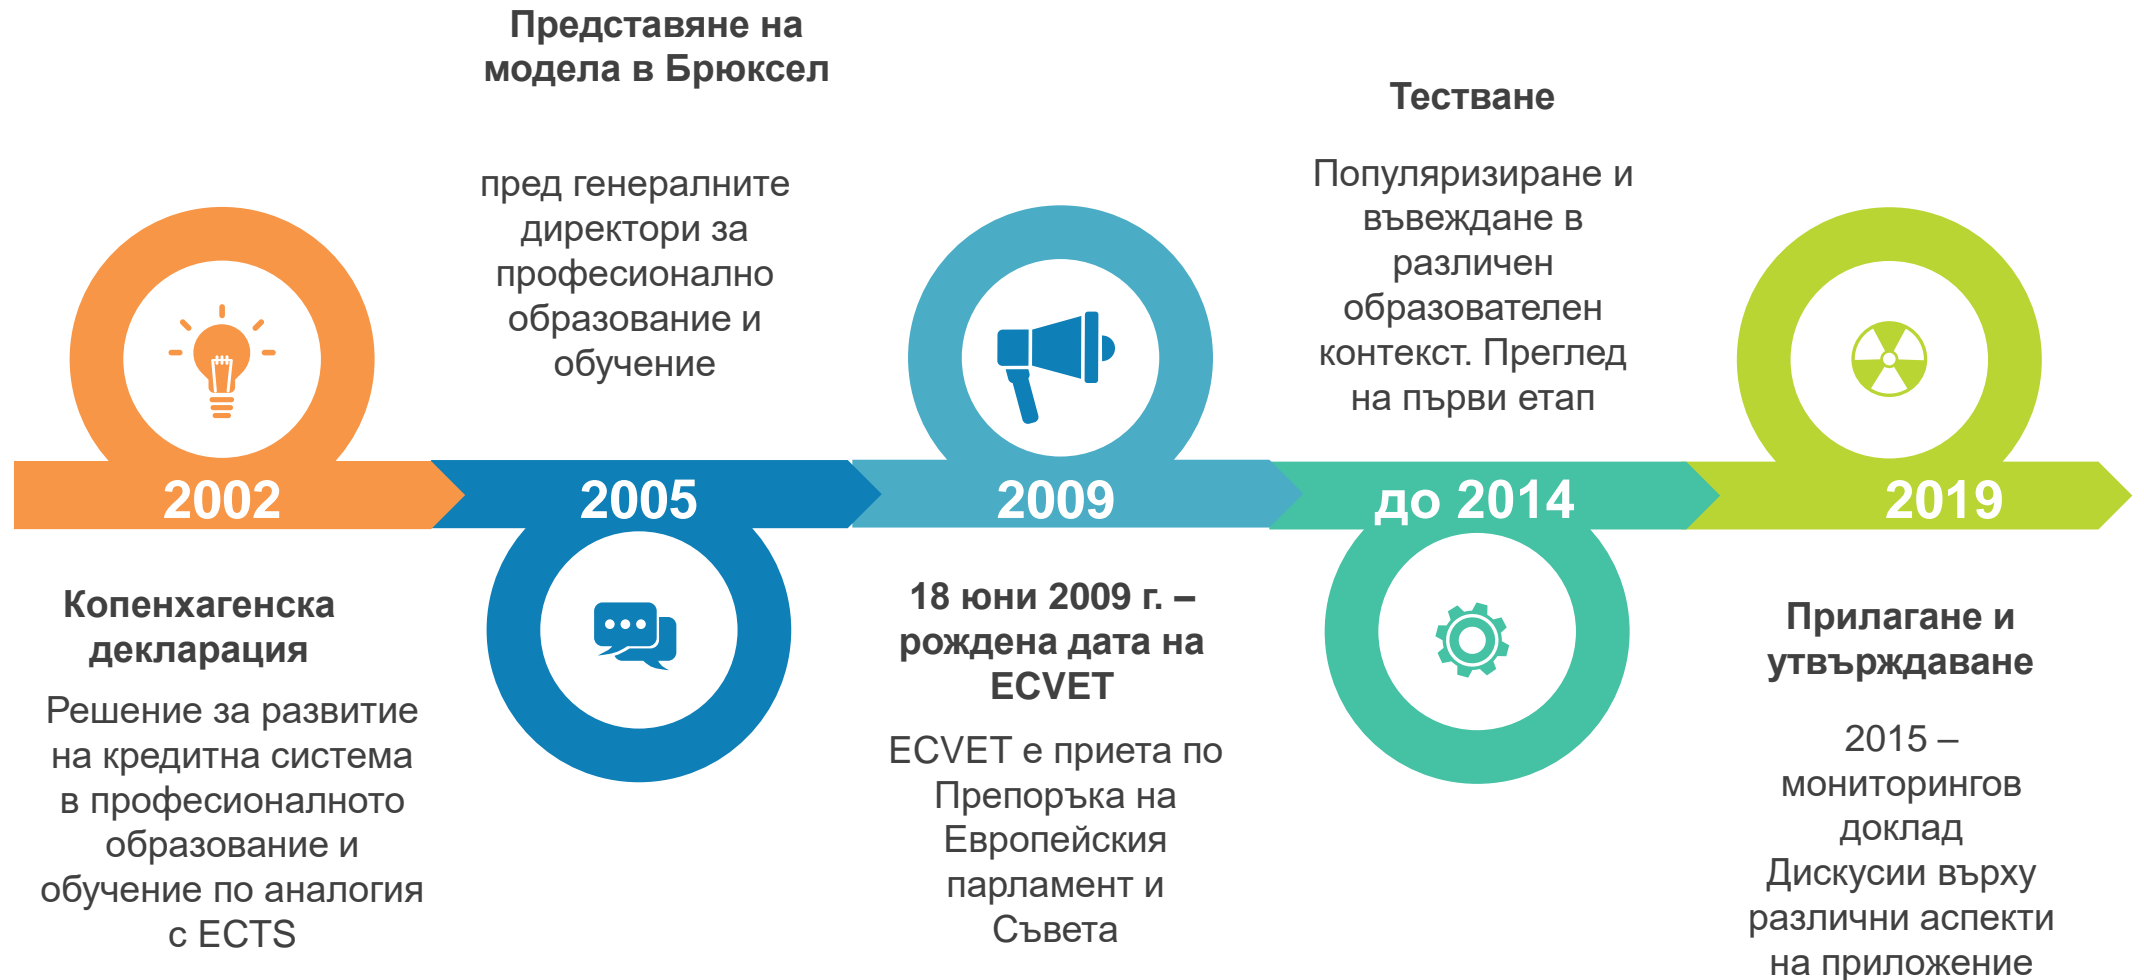 Представяне на
модела в Брюксел
пред генералните
директори за
професионално
образование и
обучение
Тестване
Популяризиране и
въвеждане в
различен
образователен
контекст. Преглед
на първи етап
2002
2005
2009
до 2014
2019
Копенхагенска
декларация
Решение за развитие
на кредитна система
в професионалното
образование и
обучение по аналогия
с ECTS
18 юни 2009 г. –
рождена дата на
ECVET
ECVET е приета по
Препоръка на
Европейския
парламент и
Съвета
Прилагане и
утвърждаване
2015 –
мониторингов
доклад
Дискусии върху
различни аспекти
на приложение